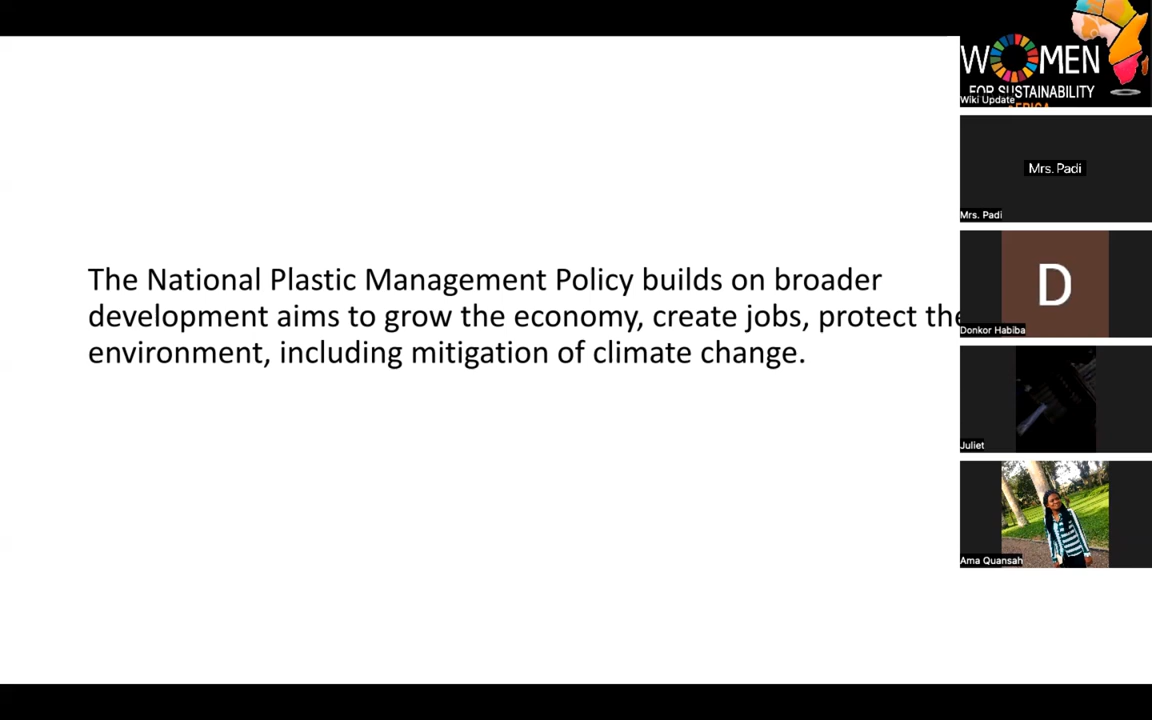 The National Plastic Management Policy builds on broader
development aims to grow the economy, create jobs, protect the
environment, including mitigation of climate change.
WOMEN
FOR SUSTAINABILITY
AFRICA
Wiki Update
Mrs. Padi
Mrs. Padi
D
Donkor Habiba
Juliet
Ama Quansah